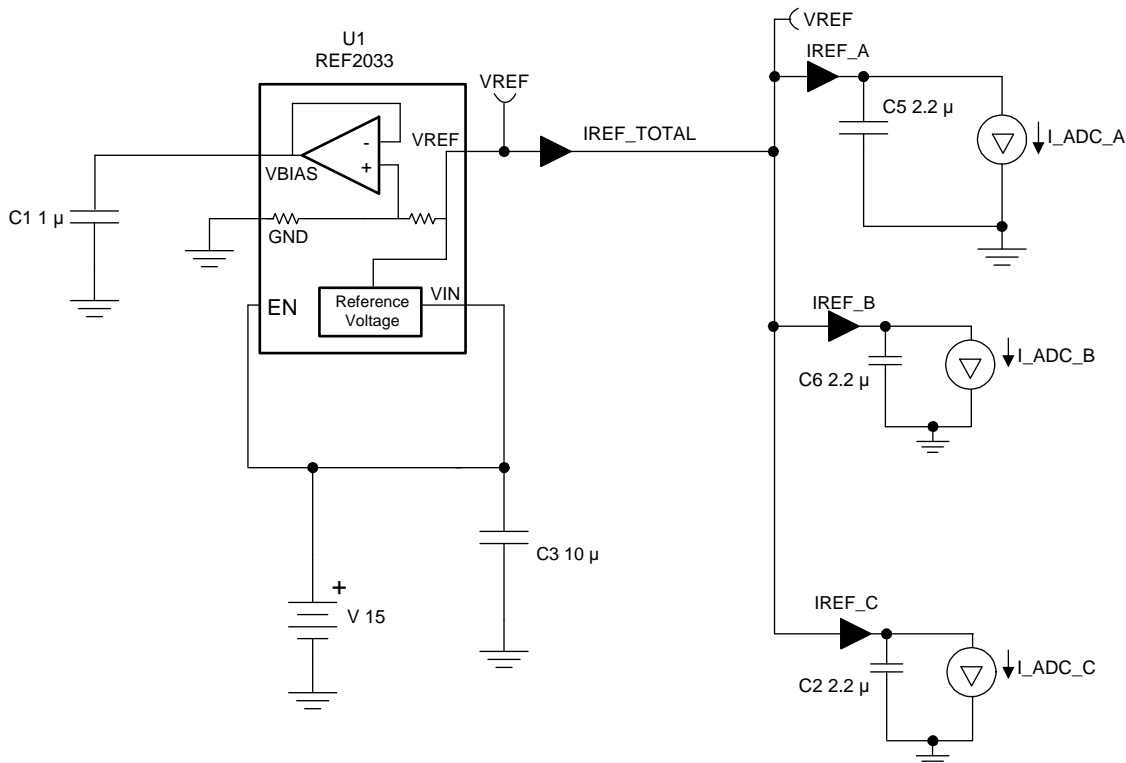 U1
REF2033
VREF
VREF
IREF_A
C5 2.2 µ
I_ADC_A
IREF_TOTAL
-
+
VREF
VBIAS
C1 1 µ
GND
EN
VIN
Reference
Voltage
IREF_B
C6 2.2 µ
I_ADC_B
C3 10 µ
+
V 15
IREF_C
C2 2.2 µ
I_ADC_C